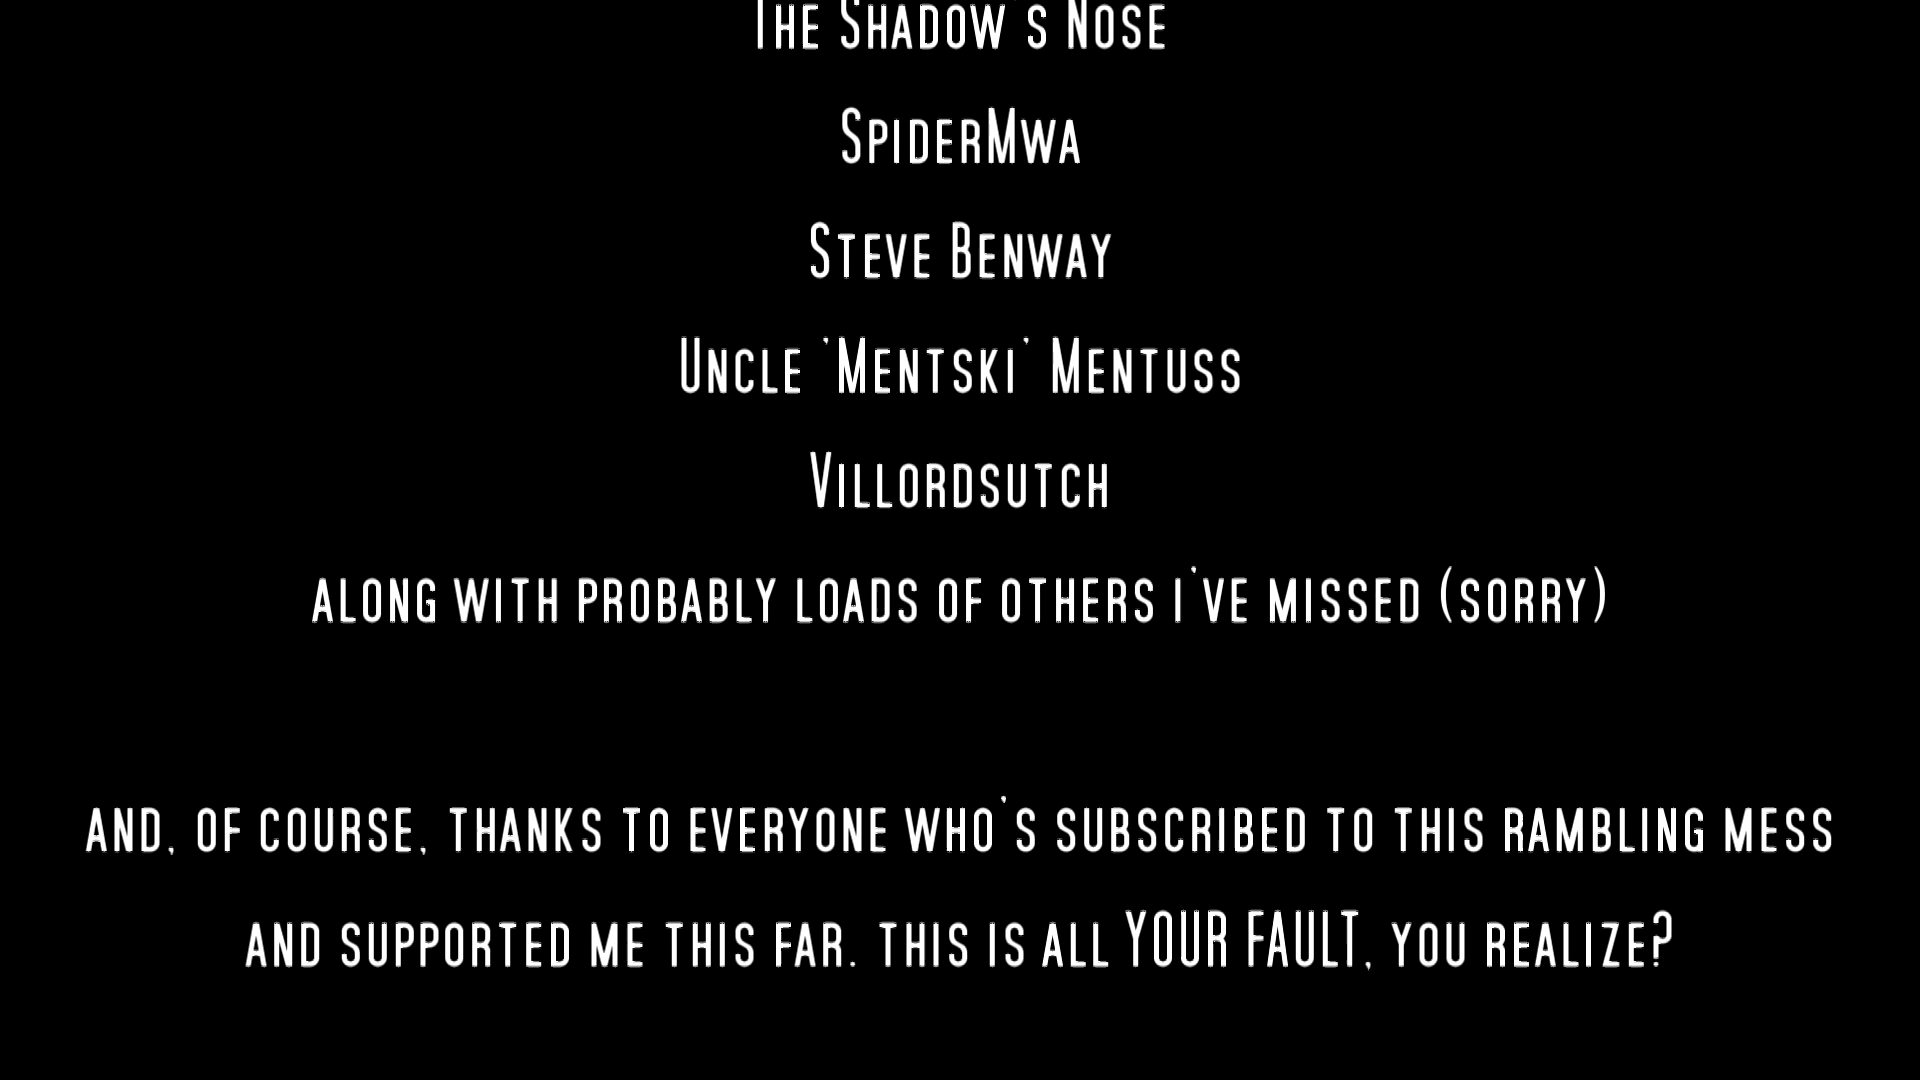 The Shadow's Nose
SpiderMwa
Steve Benway
Uncle 'Mentski' Mentuss
Villordsutch
along with probably loads of others i've missed (sorry)
and, of course, thanks to everyone who's subscribed to this rambling mess
and supported me this far. this is all YOUR FAULT, you realize?